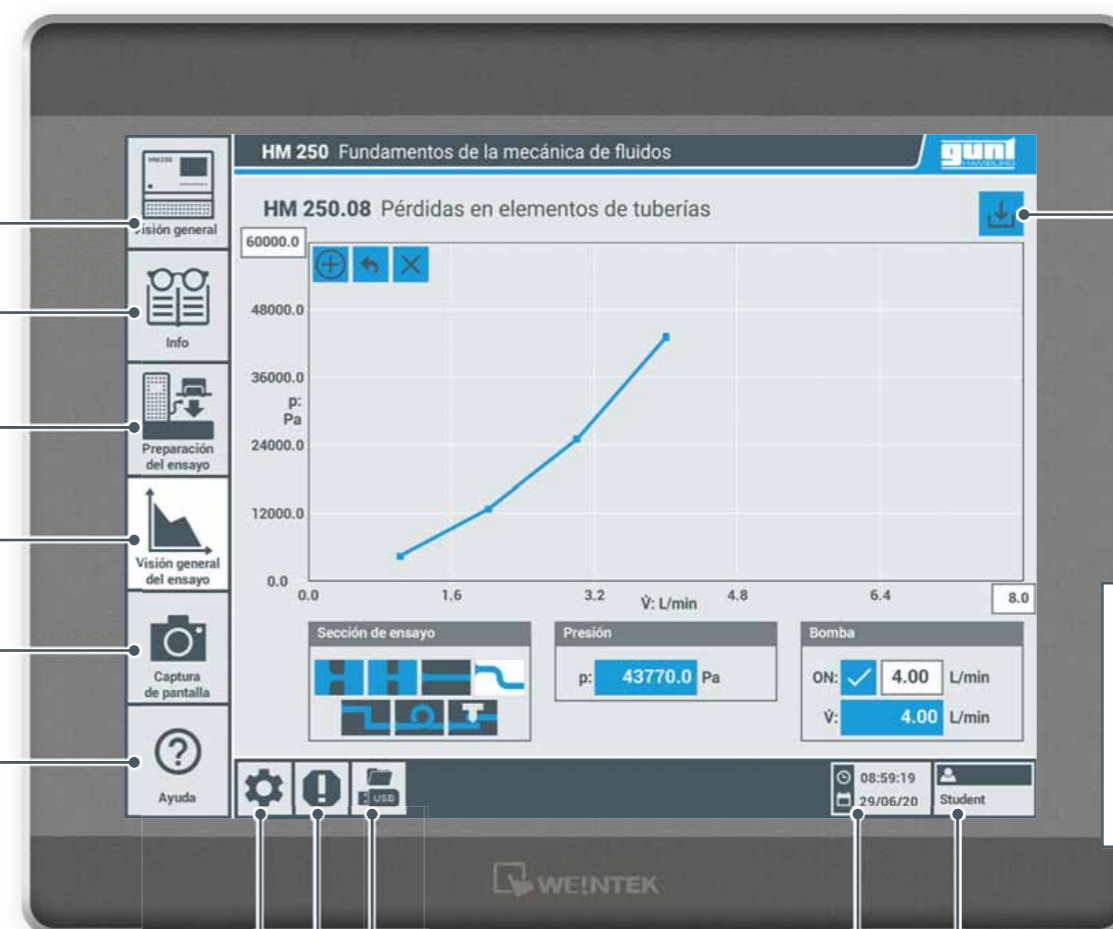 HM 250 Fundamentos de la mecánica de fluidos
gunt
HAMBURG
HM250
Visión general
Info
Preparación
del ensayo
Visión general
del ensayo
Captura
de pantalla
Ayuda
HM 250.08 Pérdidas en elementos de tuberías
60000.0
48000.0
36000.0
p:
Pa
24000.0
12000.0
0.0
0.0 1.6 3.2 V̇: L/min 4.8 6.4 8.0
Sección de ensayo
Presión
p: 43770.0 Pa
Bomba
ON: 4.00 L/min
V̇: 4.00 L/min
USB
08:59:19
29/06/20
Student
WEINTEK